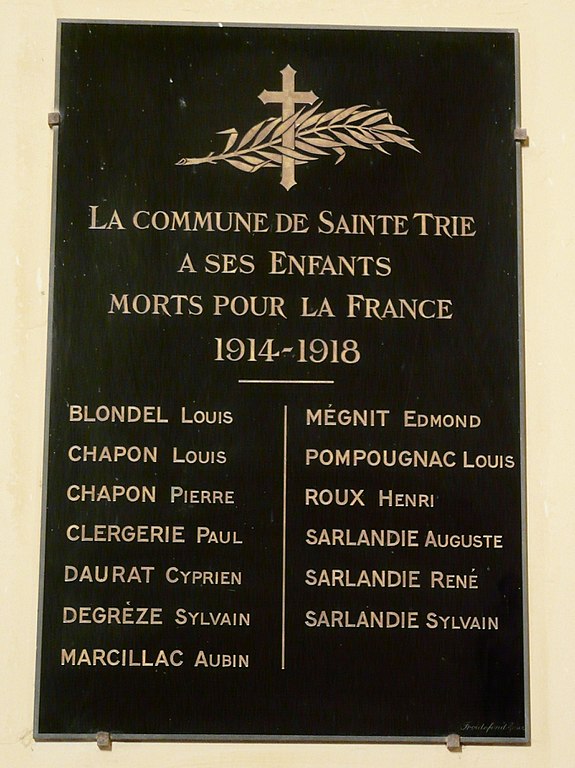 LA COMMUNE DE SAINTE TRIE
A SES ENFANTS
MORTS POUR LA FRANCE
1914-1918
BLONDEL LOUIS
CHAPON LOUIS
CHAPON PIERRE
CLERGERIE PAUL
DAURAT CYPRIEN
DEGRÈZE SYLVAIN
MARCILLAC AUBIN
MÉGNIT EDMOND
POMPOUGNAC LOUIS
ROUX HENRI
SARLANDIE AUGUSTE
SARLANDIE RENÉ
SARLANDIE SYLVAIN